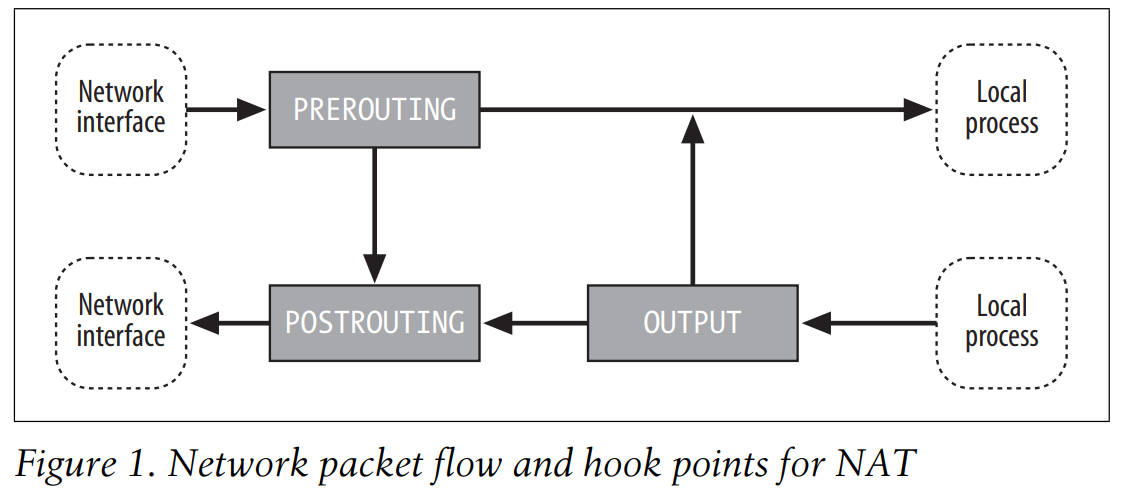 Network
interface
PREROUTING
Local
process
Network
interface
POSTROUTING
OUTPUT
Local
process
Figure 1. Network packet flow and hook points for NAT